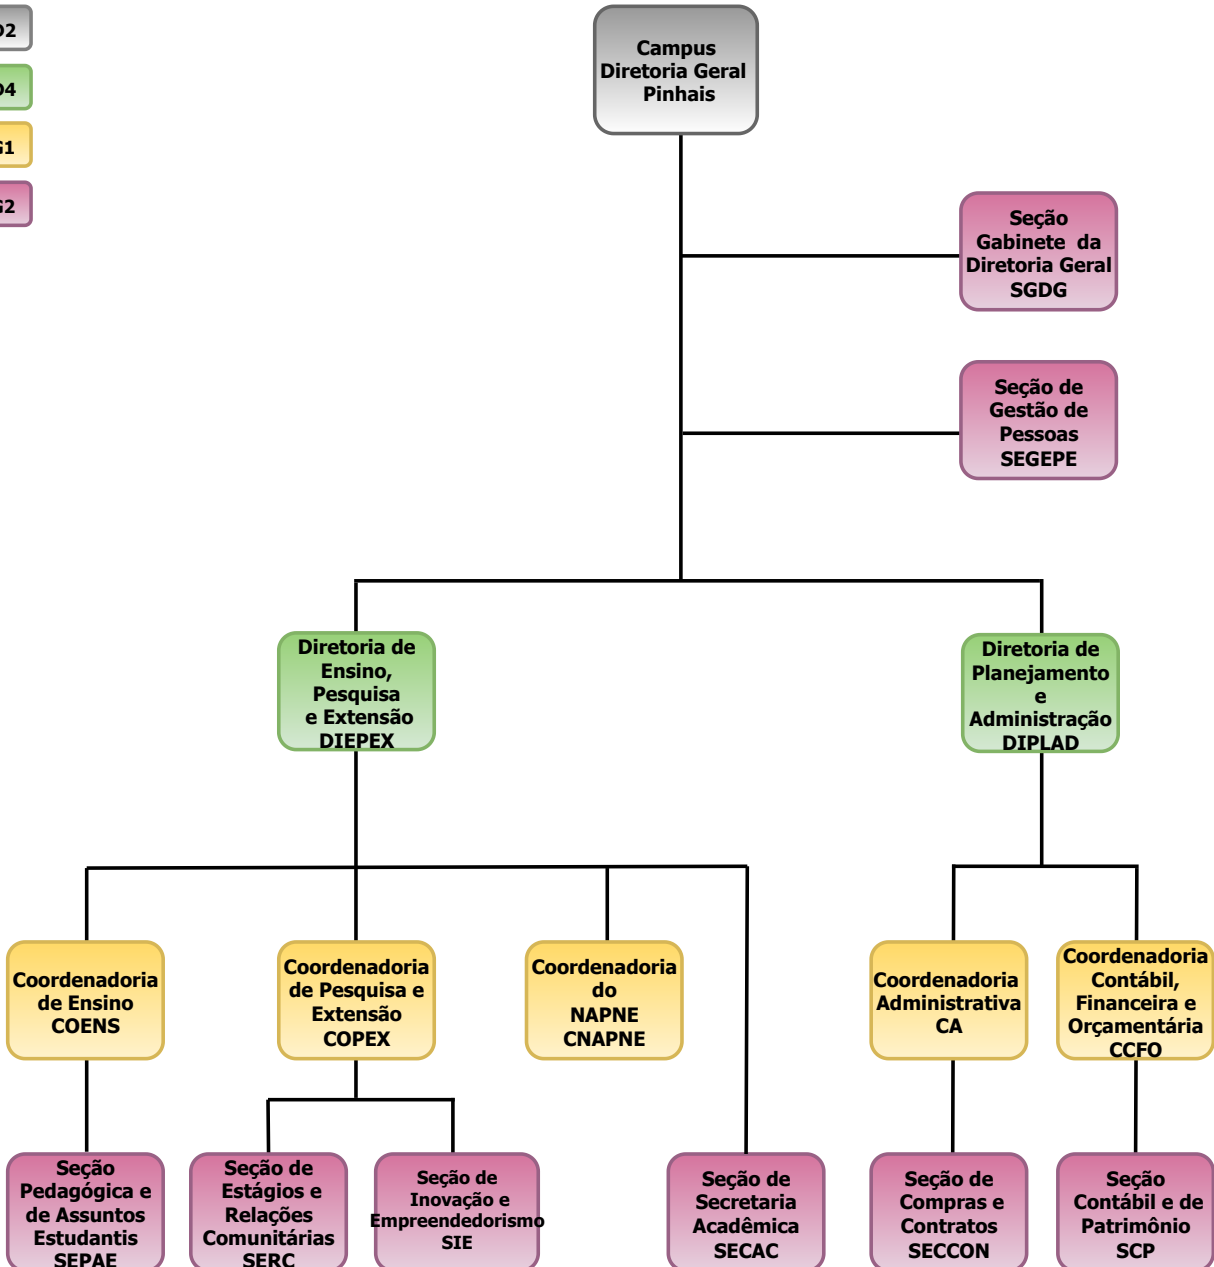 Campus
Diretoria Geral
Pinhais
Seção
Gabinete da
Diretoria Geral
SGDG
Seção de
Gestão de
Pessoas
SEGEPE
Diretoria de
Ensino,
Pesquisa
e Extensão
DIEPEX
Diretoria de
Planejamento
e
Administração
DIPLAD
Coordenadoria
de Ensino
COENS
Coordenadoria
de Pesquisa e
Extensão
COPEX
Coordenadoria
do
NAPNE
CNAPNE
Coordenadoria
Administrativa
CA
Coordenadoria
Contábil,
Financeira e
Orçamentária
CCFO
Seção
Pedagógica e
de Assuntos
Estudantis
SEPAE
Seção de
Estágios e
Relações
Comunitárias
SERC
Seção de
Inovação e
Empreendedorismo
SIE
Seção de
Secretaria
Acadêmica
SECAC
Seção de
Compras e
Contratos
SECCON
Seção
Contábil e de
Patrimônio
SCP